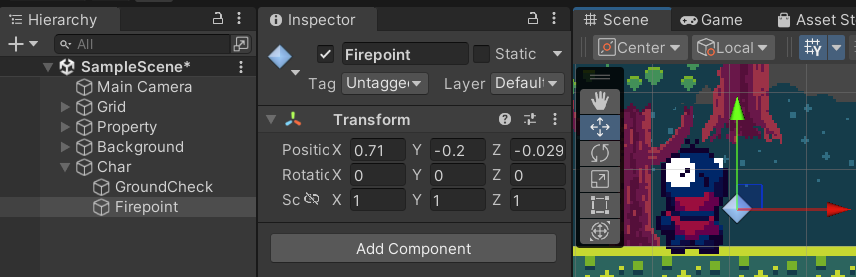 Hierarchy
Inspector
Scene
Game
Asset St
All
Firepoint
Static
Center
Local
SampleScene*
Tag
Untagged
Layer
Default
Main Camera
Grid
Transform
Property
Positic X 0.71 Y -0.2 Z -0.029
Background
Rotatic X 0 Y 0 Z 0
Char
Sc X 1 Y 1 Z 1
GroundCheck
Firepoint
Add Component